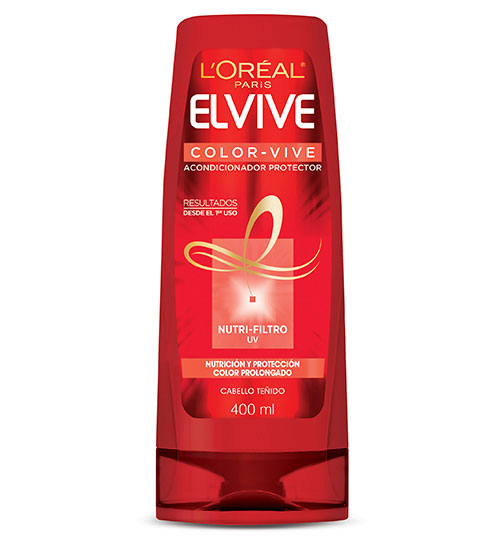 L'ORÉAL
PARIS
ELVIVE
COLOR-VIVE
ACONDICIONADOR PROTECTOR
RESULTADOS
DESDE EL 1er USO
NUTRI-FILTRO
UV
NUTRICIÓN Y PROTECCIÓN
COLOR PROLONGADO
CABELLO TEÑIDO
400 ml